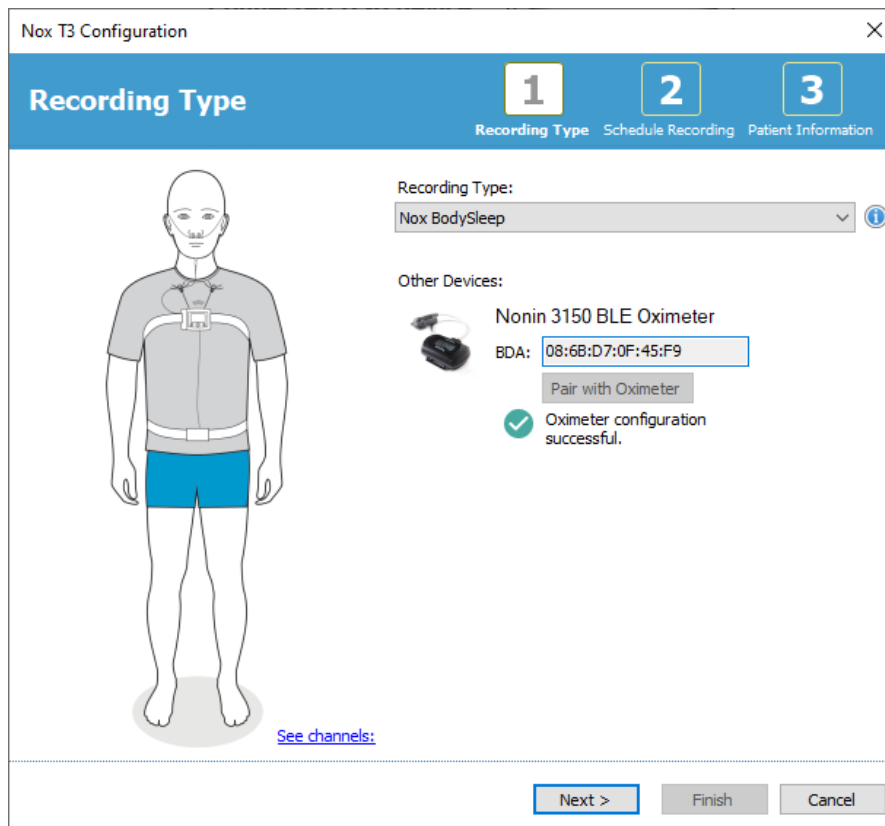 Nox T3 Configuration
Recording Type
1
2
3
Recording Type
Schedule Recording
Patient Information
Recording Type:
Nox BodySleep
Other Devices:
Nonin 3150 BLE Oximeter
BDA:
08:6B:D7:0F:45:F9
Pair with Oximeter
Oximeter configuration
successful.
See channels:
Next >
Finish
Cancel